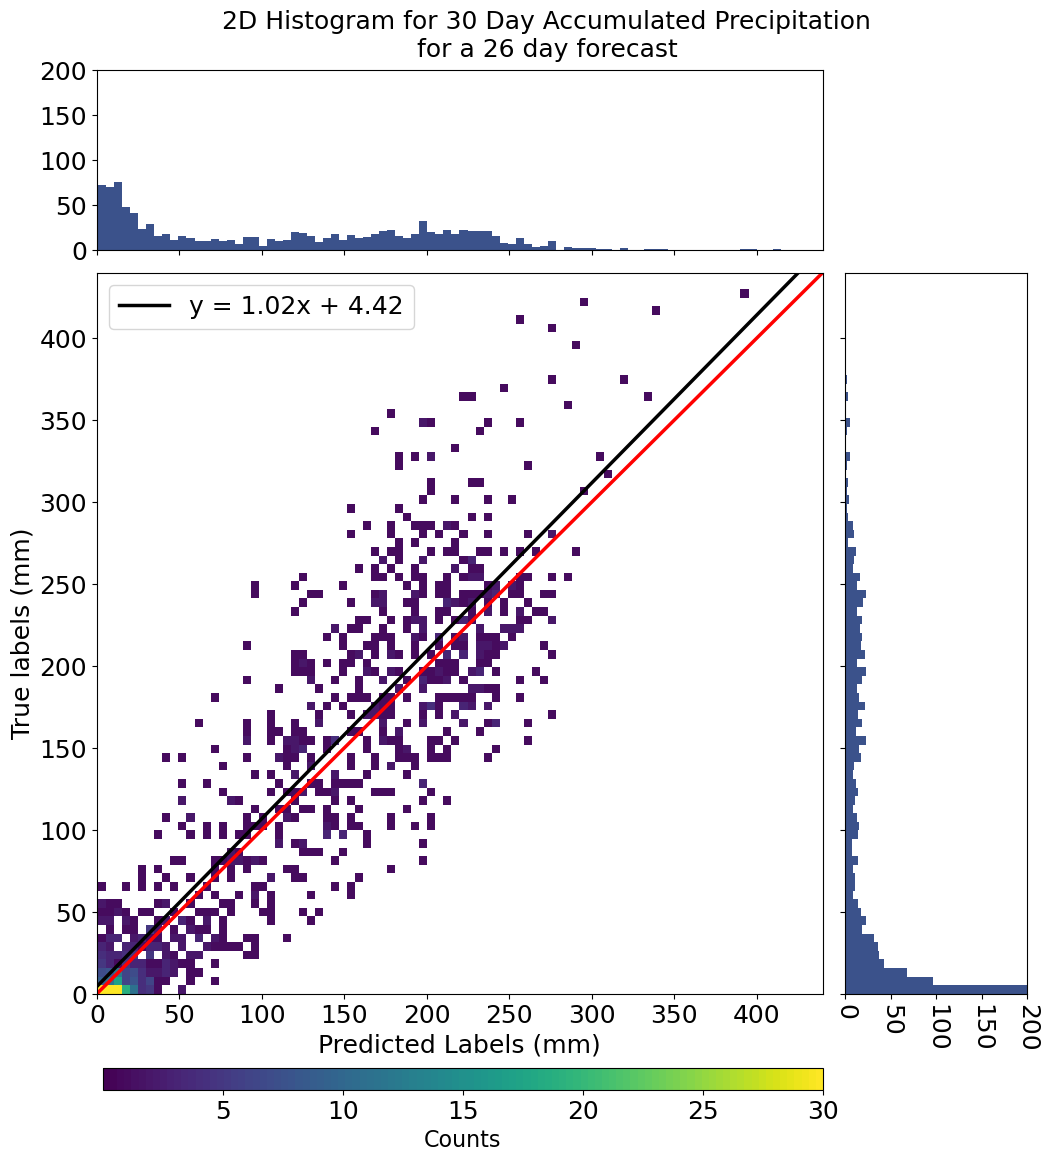 2D Histogram for 30 Day Accumulated Precipitation
for a 26 day forecast
200
150
100
50
0
y = 1.02x + 4.42
True labels (mm)
400
350
300
250
200
150
100
50
0
0 50 100 150 200 250 300 350 400
Predicted Labels (mm)
0 50 100 150 200
5 10 15 20 25 30
Counts